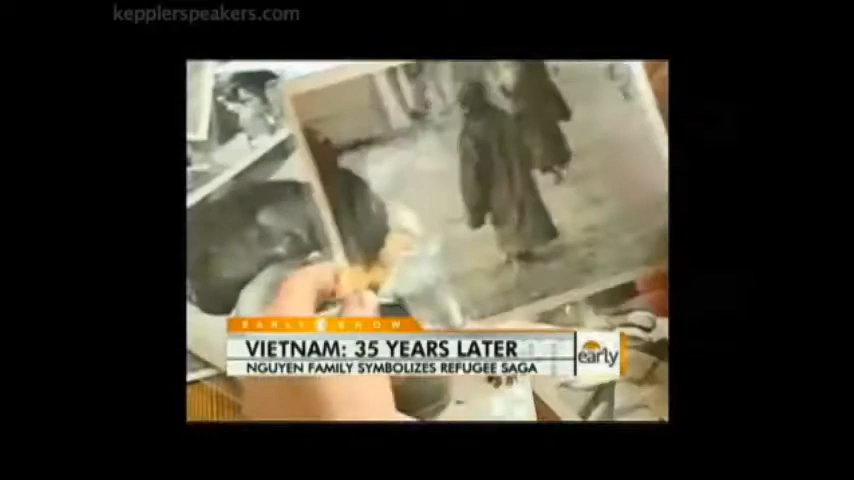 kepplerspeakers.com
EARLY SHOW
VIETNAM: 35 YEARS LATER
early
NGUYEN FAMILY SYMBOLIZES REFUGEE SAGA